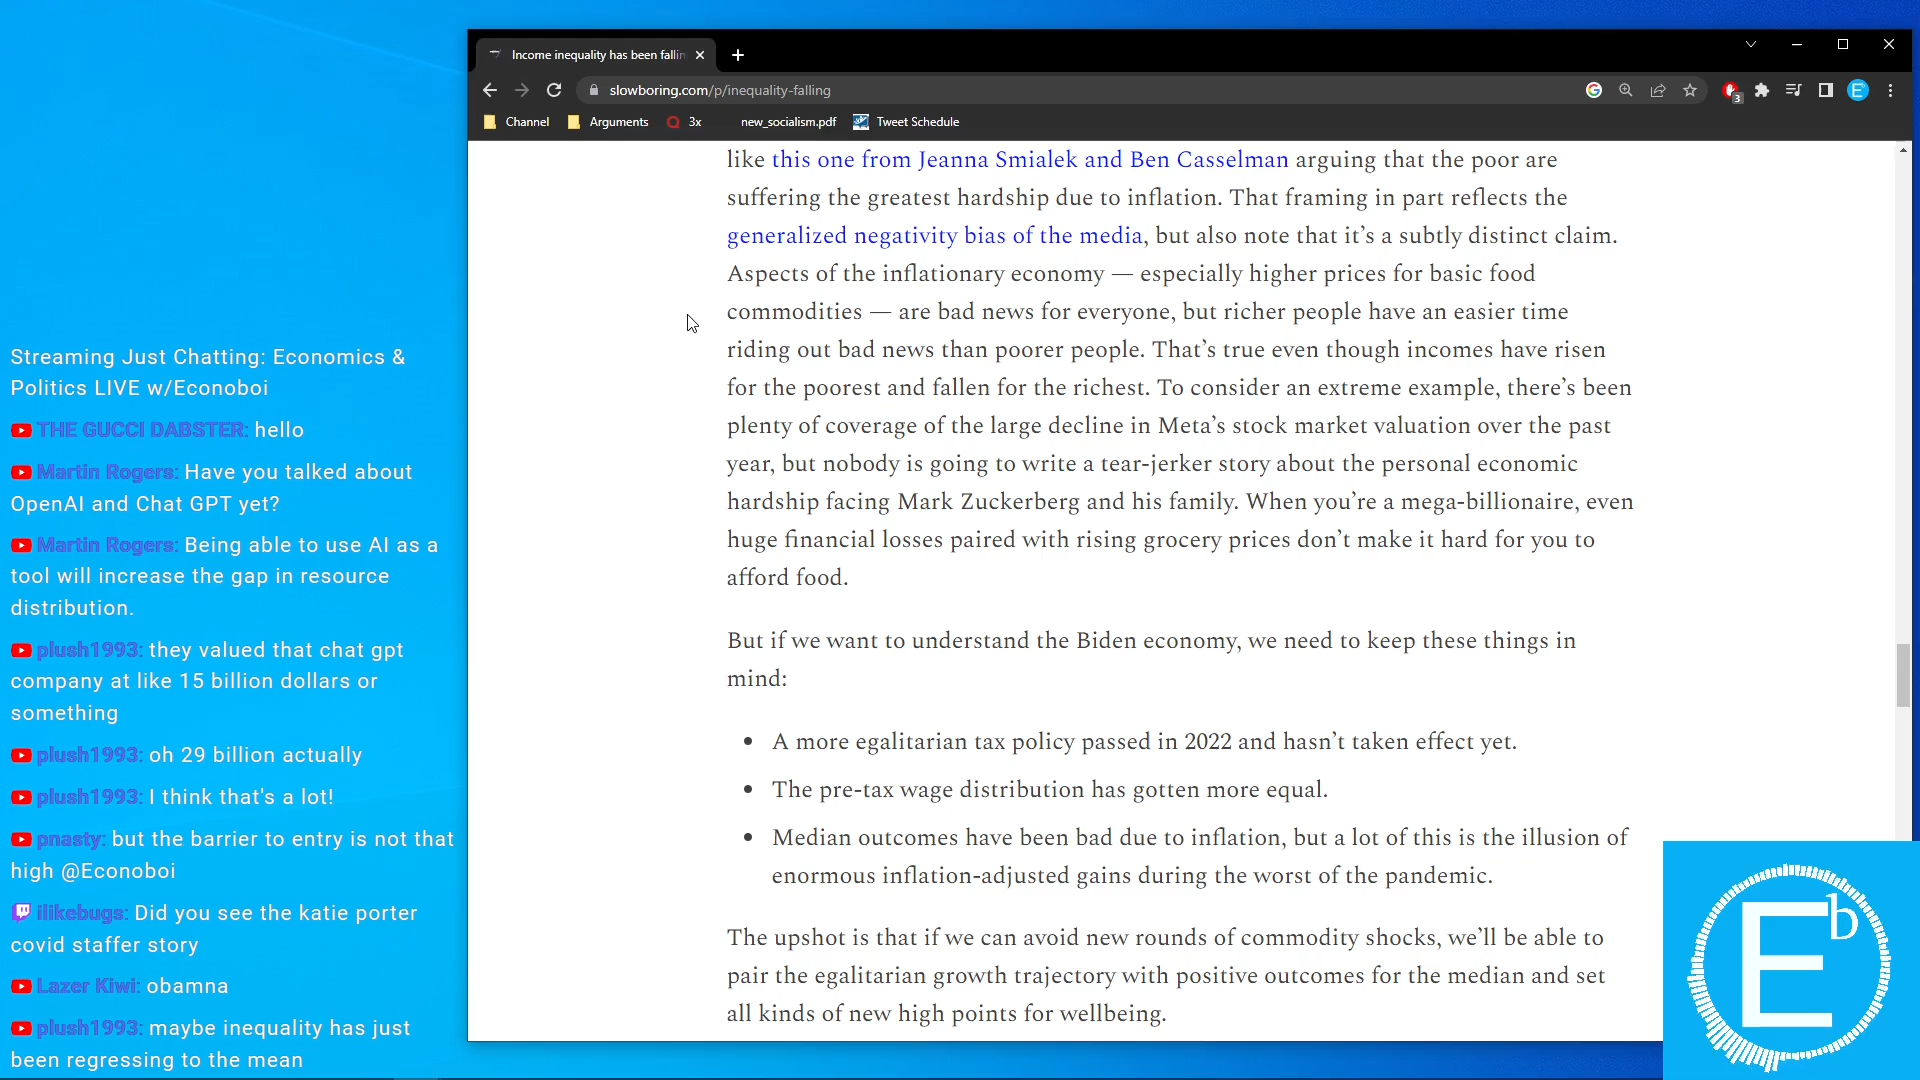 Income inequality has been fallin
slowboring.com/p/inequality-falling
3
E
Channel
Arguments
3x
new_socialism.pdf
Tweet Schedule
Streaming Just Chatting: Economics &
Politics LIVE w/Econoboi
THE GUCCI DABSTER: hello
Martin Rogers: Have you talked about
OpenAI and Chat GPT yet?
Martin Rogers: Being able to use AI as a
tool will increase the gap in resource
distribution.
plush1993: they valued that chat gpt
company at like 15 billion dollars or
something
plush1993: oh 29 billion actually
plush1993: I think that's a lot!
pnasty: but the barrier to entry is not that
high @Econoboi
ilikebugs: Did you see the katie porter
covid staffer story
Lazer Kiwi: obamna
plush1993: maybe inequality has just
been regressing to the mean
like this one from Jeanna Smialek and Ben Casselman arguing that the poor are
suffering the greatest hardship due to inflation. That framing in part reflects the
generalized negativity bias of the media, but also note that it’s a subtly distinct claim.
Aspects of the inflationary economy — especially higher prices for basic food
commodities — are bad news for everyone, but richer people have an easier time
riding out bad news than poorer people. That’s true even though incomes have risen
for the poorest and fallen for the richest. To consider an extreme example, there’s been
plenty of coverage of the large decline in Meta’s stock market valuation over the past
year, but nobody is going to write a tear-jerker story about the personal economic
hardship facing Mark Zuckerberg and his family. When you’re a mega-billionaire, even
huge financial losses paired with rising grocery prices don’t make it hard for you to
afford food.
But if we want to understand the Biden economy, we need to keep these things in
mind:
• A more egalitarian tax policy passed in 2022 and hasn’t taken effect yet.
• The pre-tax wage distribution has gotten more equal.
• Median outcomes have been bad due to inflation, but a lot of this is the illusion of
enormous inflation-adjusted gains during the worst of the pandemic.
The upshot is that if we can avoid new rounds of commodity shocks, we’ll be able to
pair the egalitarian growth trajectory with positive outcomes for the median and set
all kinds of new high points for wellbeing.
Eb